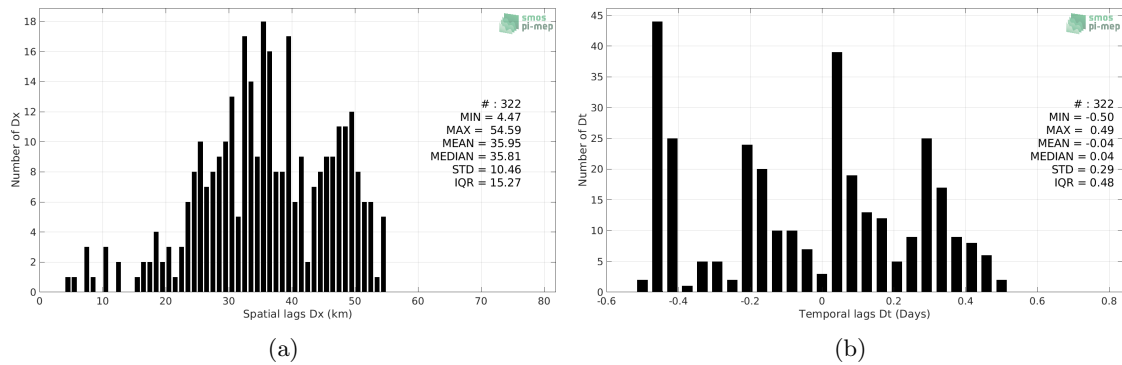 18
16
14
12
10
8
6
4
2
0
Number of Dx
0 10 20 30 40 50 60 70 80
Spatial lags Dx (km)
smos
pi-mep
# : 322
MIN = 4.47
MAX = 54.59
MEAN = 35.95
MEDIAN = 35.81
STD = 10.46
IQR = 15.27
(a)
45
40
35
30
25
20
15
10
5
0
Number of Dt
-0.6 -0.4 -0.2 0 0.2 0.4 0.6 0.8
Temporal lags Dt (Days)
smos
pi-mep
# : 322
MIN = -0.50
MAX = 0.49
MEAN = -0.04
MEDIAN = 0.04
STD = 0.29
IQR = 0.48
(b)